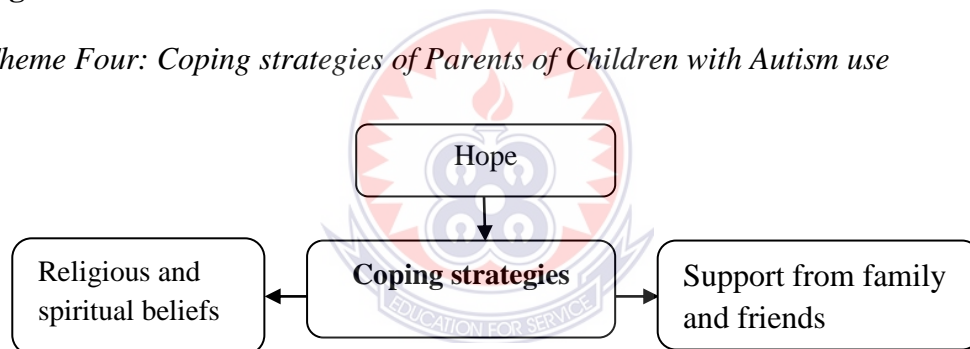 heme Four: Coping strategies of Parents of Children with Autism use
Hope
Religious and
spiritual beliefs
Coping strategies
Support from family
and friends
EDUCATION FOR SERVICE